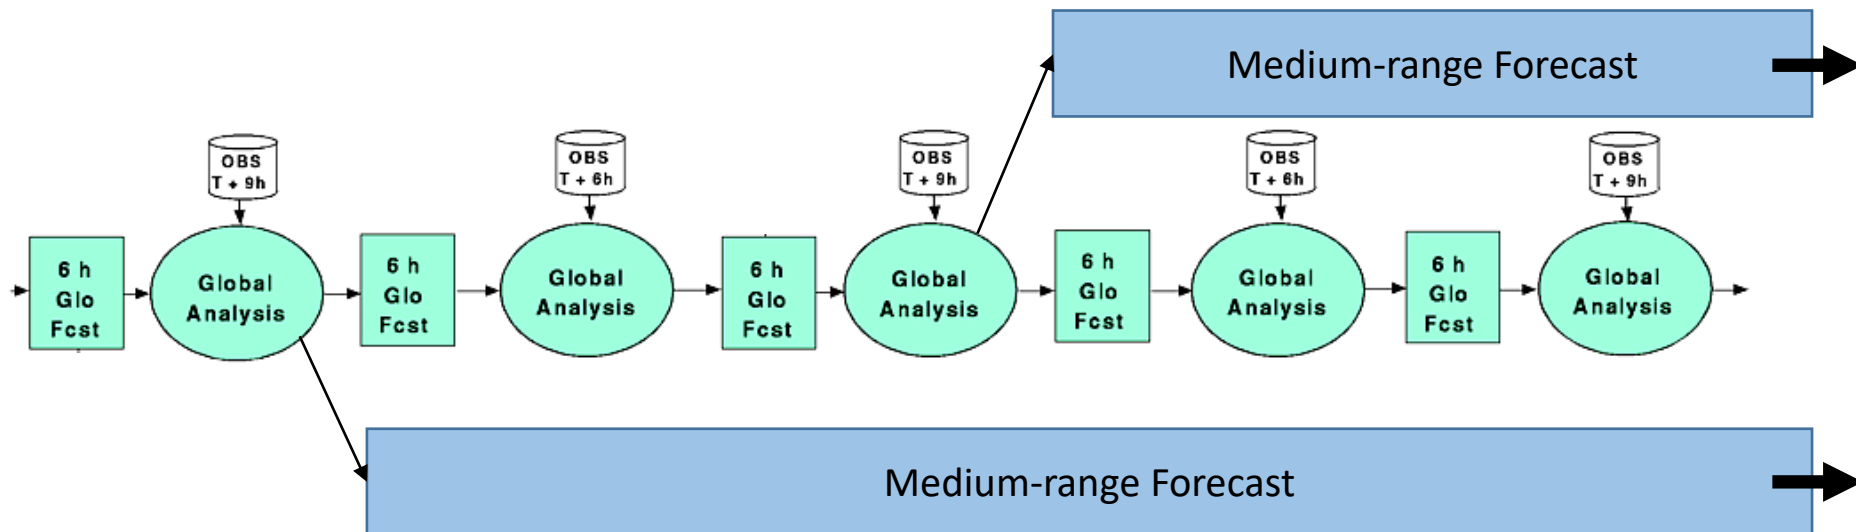 Medium-range Forecast
OBS
T + 9h
OBS
T + 6h
OBS
T + 9h
OBS
T + 6h
OBS
T + 9h
6 h
Glo
Fcst
Global
Analysis
6 h
Glo
Fcst
Global
Analysis
6 h
Glo
Fcst
Global
Analysis
6 h
Glo
Fcst
Global
Analysis
6 h
Glo
Fcst
Global
Analysis
Medium-range Forecast